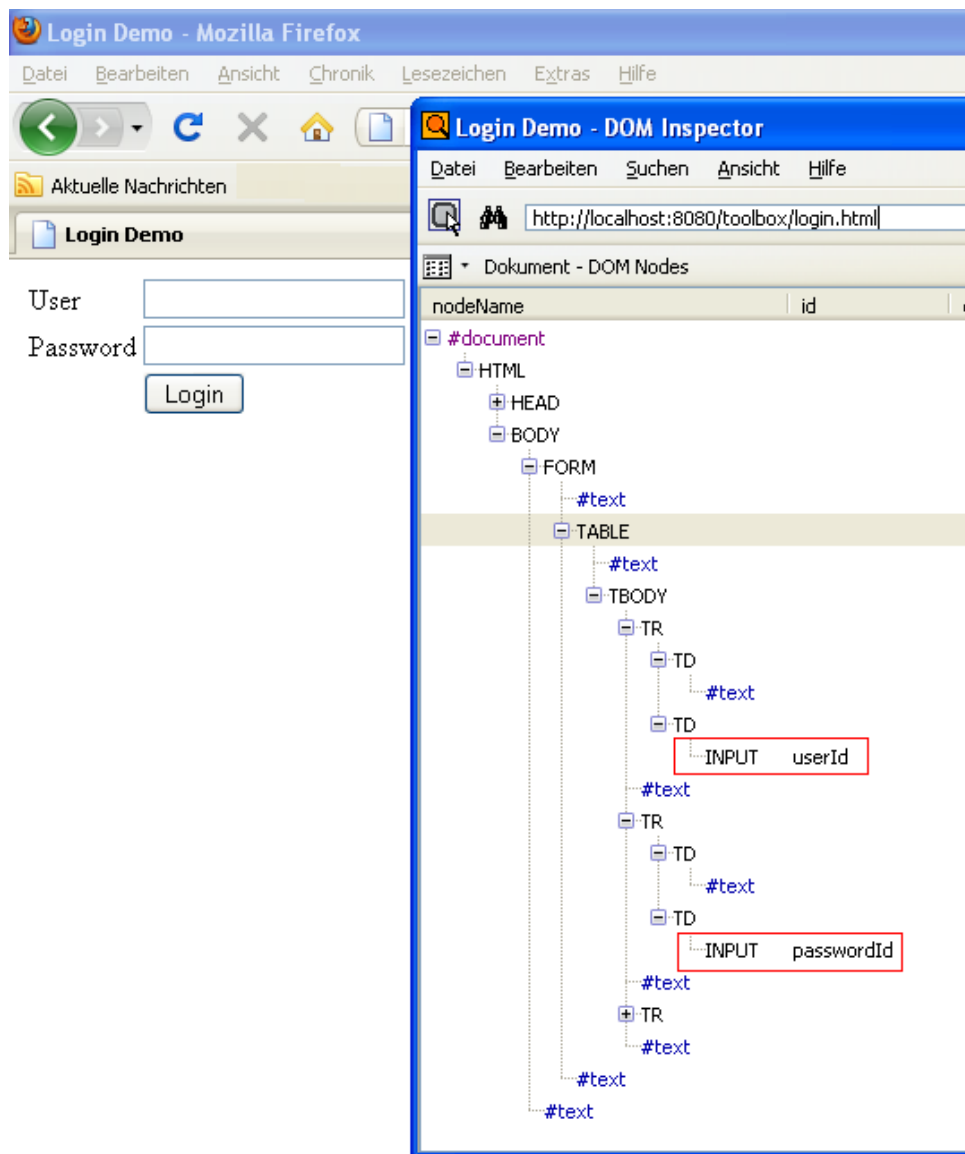 Login Demo - Mozilla Firefox
Datei Bearbeiten Ansicht Chronik Lesezeichen Extras Hilfe
Aktuelle Nachrichten
Login Demo
User
Password
Login
Login Demo - DOM Inspector
Datei Bearbeiten Suchen Ansicht Hilfe
http://localhost:8080/toolbox/login.html
Dokument - DOM Nodes
nodeName id
#document
HTML
HEAD
BODY
FORM
#text
TABLE
#text
TBODY
TR
TD
#text
TD
INPUT userId
#text
TR
TD
#text
TD
INPUT passwordId
#text
TR
#text
#text
#text